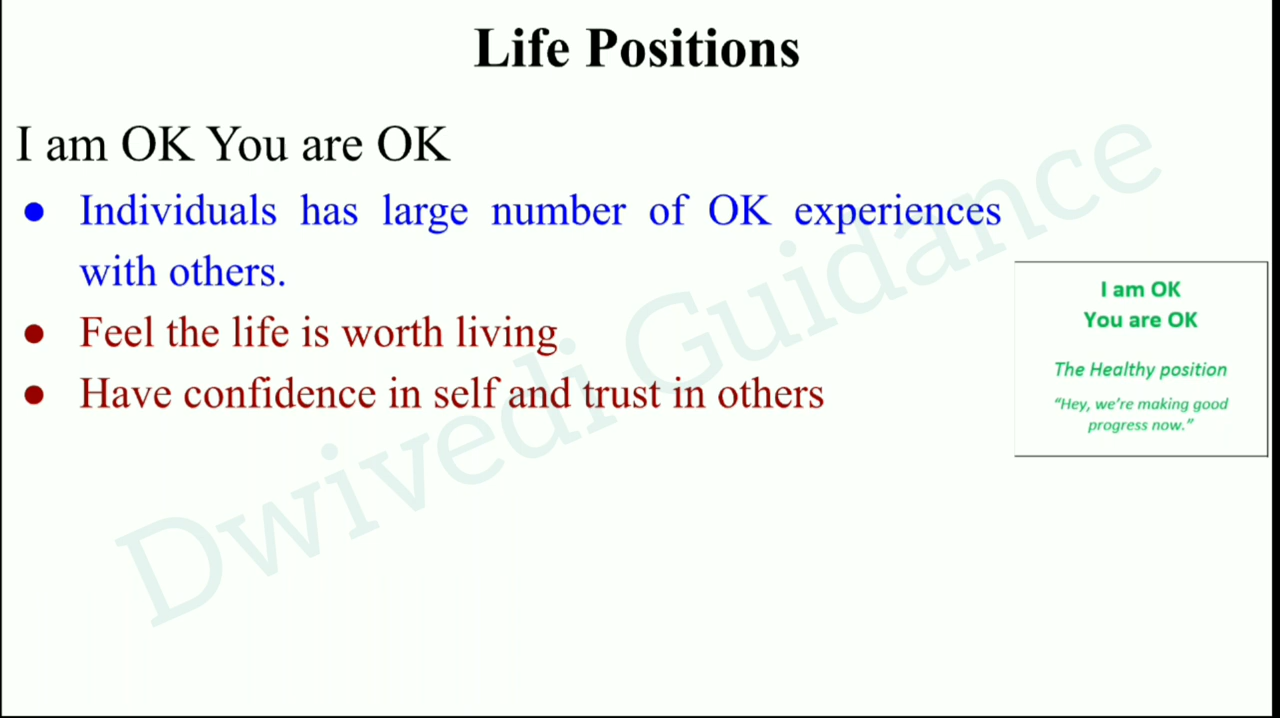 Life Positions
I am OK You are OK
● Individuals has large number of OK experiences
with others.
● Feel the life is worth living
● Have confidence in self and trust in others
I am OK
You are OK
The Healthy position
“Hey, we’re making good
progress now.”
Dwivedi Guidance